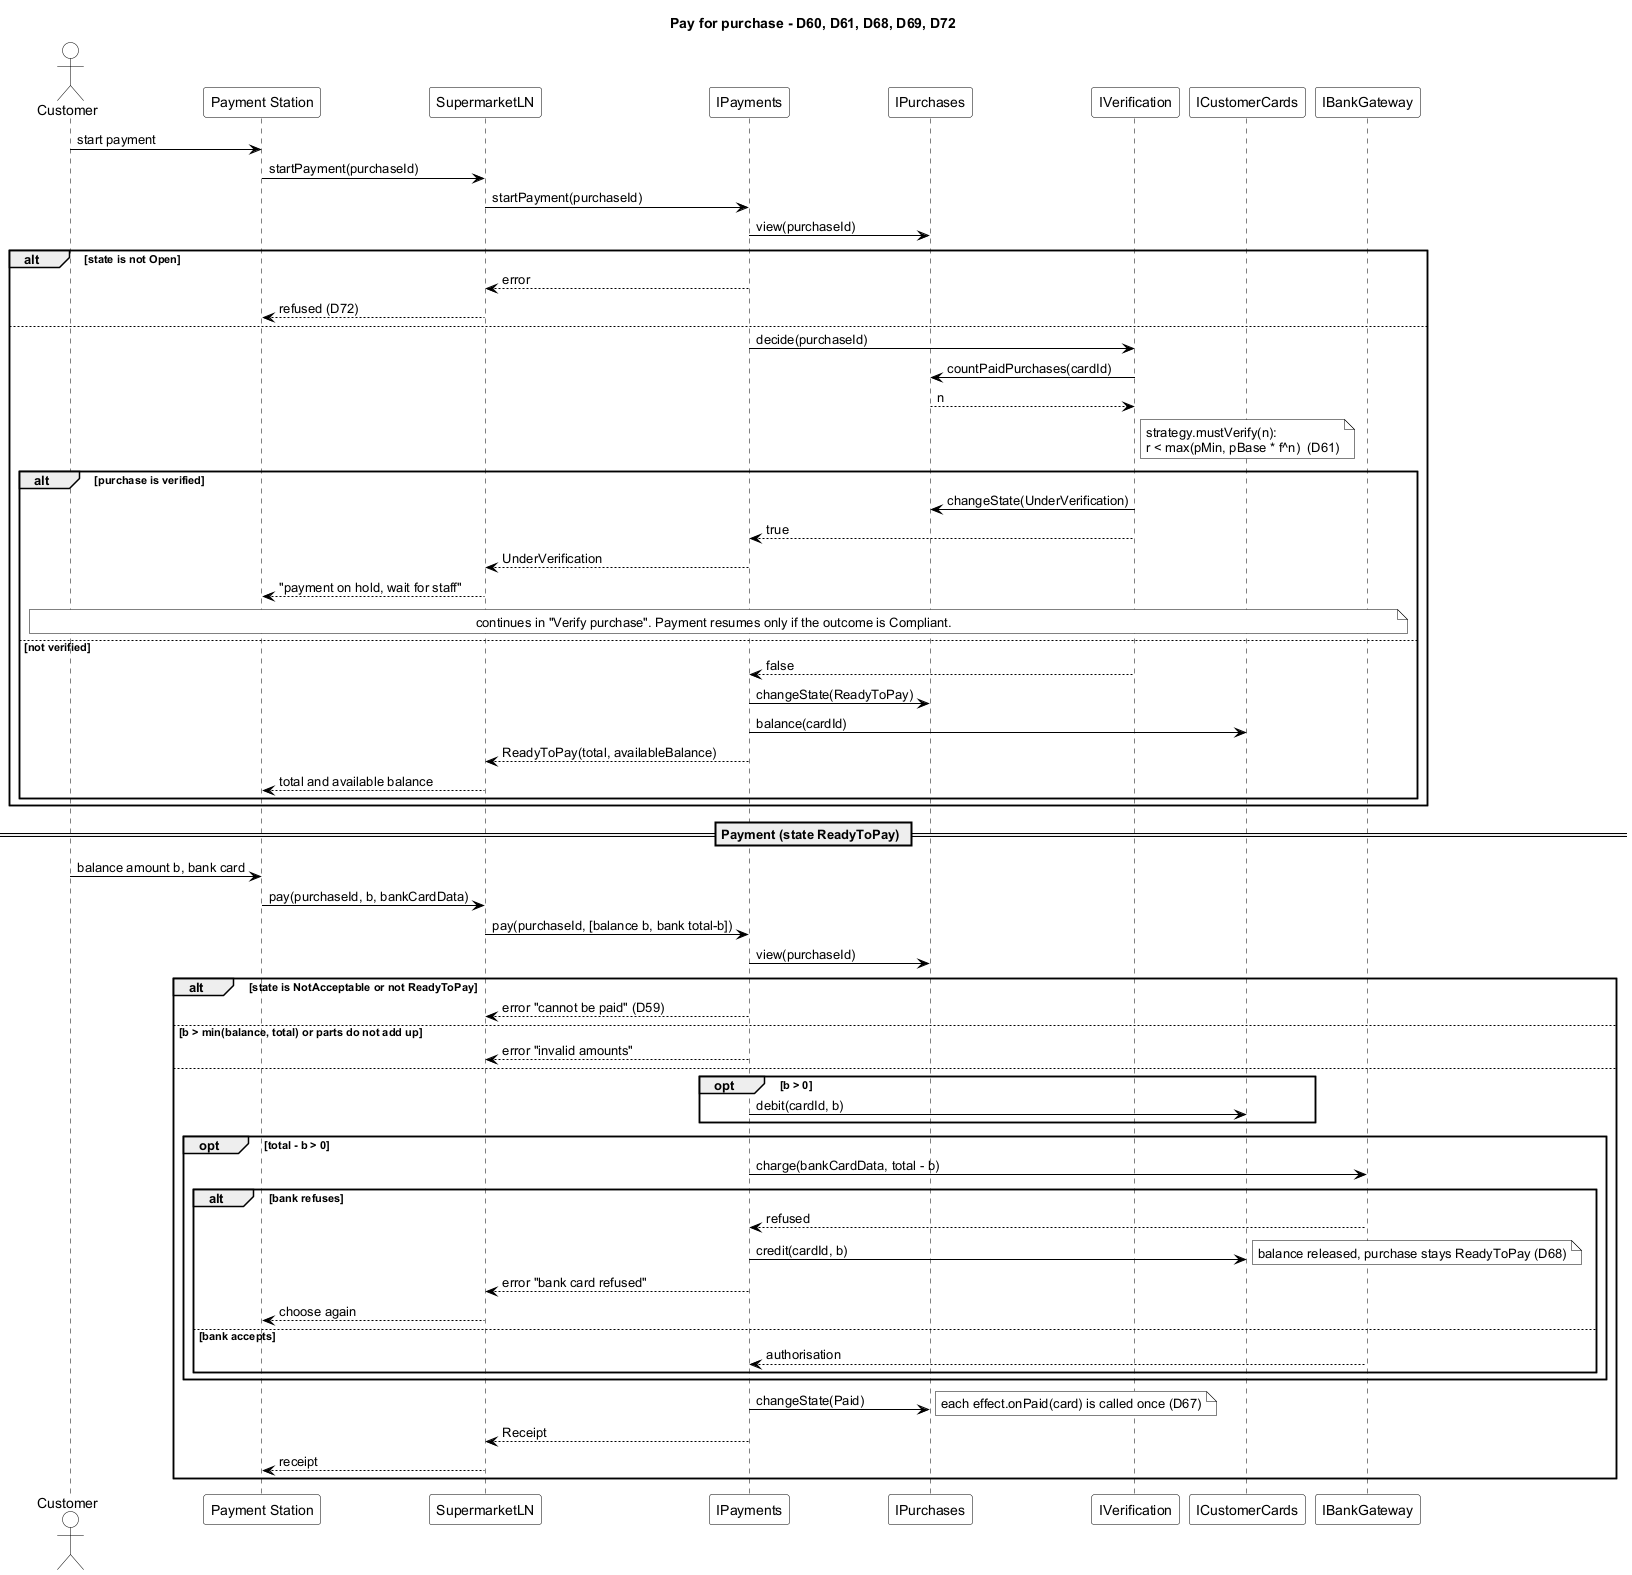 Pay for purchase - D60, D61, D68, D69, D72
Customer
Payment Station
SupermarketLN
IPayments
IPurchases
IVerification
ICustomerCards
IBankGateway
start payment
startPayment(purchaseId)
startPayment(purchaseId)
view(purchaseId)
alt
[state is not Open]
error
refused (D72)
decide(purchaseId)
countPaidPurchases(cardId)
n
strategy.mustVerify(n):
r < max(pMin, pBase * f^n)  (D61)
alt
[purchase is verified]
changeState(UnderVerification)
true
UnderVerification
"payment on hold, wait for staff"
continues in "Verify purchase". Payment resumes only if the outcome is Compliant.
[not verified]
false
changeState(ReadyToPay)
balance(cardId)
ReadyToPay(total, availableBalance)
total and available balance
Payment (state ReadyToPay)
balance amount b, bank card
pay(purchaseId, b, bankCardData)
pay(purchaseId, [balance b, bank total-b])
view(purchaseId)
alt
[state is NotAcceptable or not ReadyToPay]
error "cannot be paid" (D59)
[b > min(balance, total) or parts do not add up]
error "invalid amounts"
opt
[b > 0]
debit(cardId, b)
opt
[total - b > 0]
charge(bankCardData, total - b)
alt
[bank refuses]
refused
credit(cardId, b)
balance released, purchase stays ReadyToPay (D68)
error "bank card refused"
choose again
[bank accepts]
authorisation
changeState(Paid)
each effect.onPaid(card) is called once (D67)
Receipt
receipt
Customer
Payment Station
SupermarketLN
IPayments
IPurchases
IVerification
ICustomerCards
IBankGateway